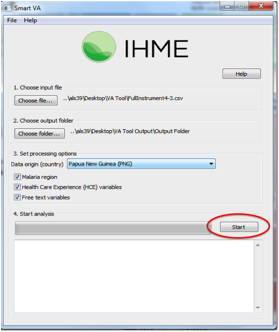 Smart VA
File Help
IHME
Help
1. Choose input file
Choose file... ..\als39\Desktop\VA Tool\FullInstrument4-3.csv
2. Choose output folder
Choose folder... ..\als39\Desktop\VA Tool Output\Output Folder
3. Set processing options
Data origin (country) Papua New Guinea (PNG)
Malaria region
Health Care Experience (HCE) variables
Free text variables
4. Start analysis
Start